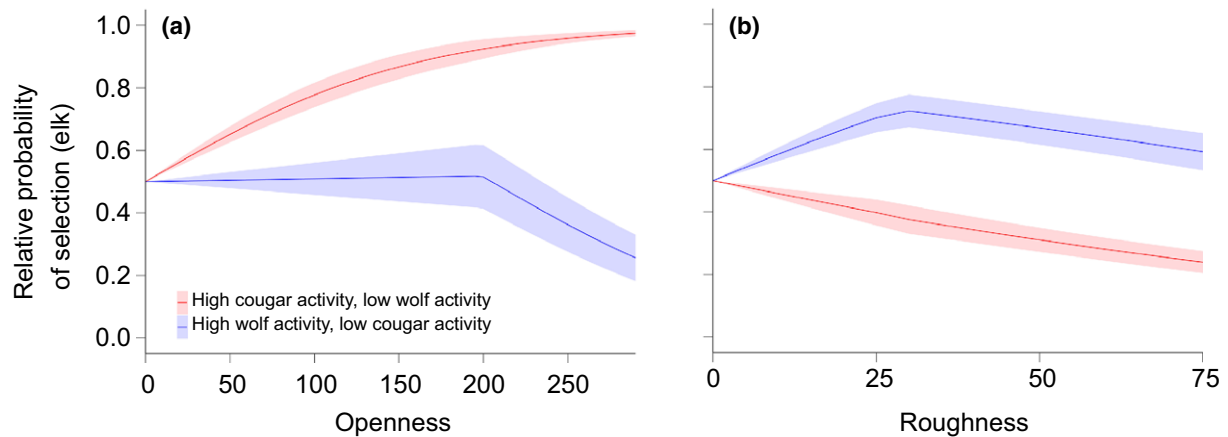 (a)
(b)
Relative probability
of selection (elk)
1.0
0.8
0.6
0.4
0.2
0.0
High cougar activity, low wolf activity
High wolf activity, low cougar activity
0 50 100 150 200 250
Openness
0 25 50 75
Roughness